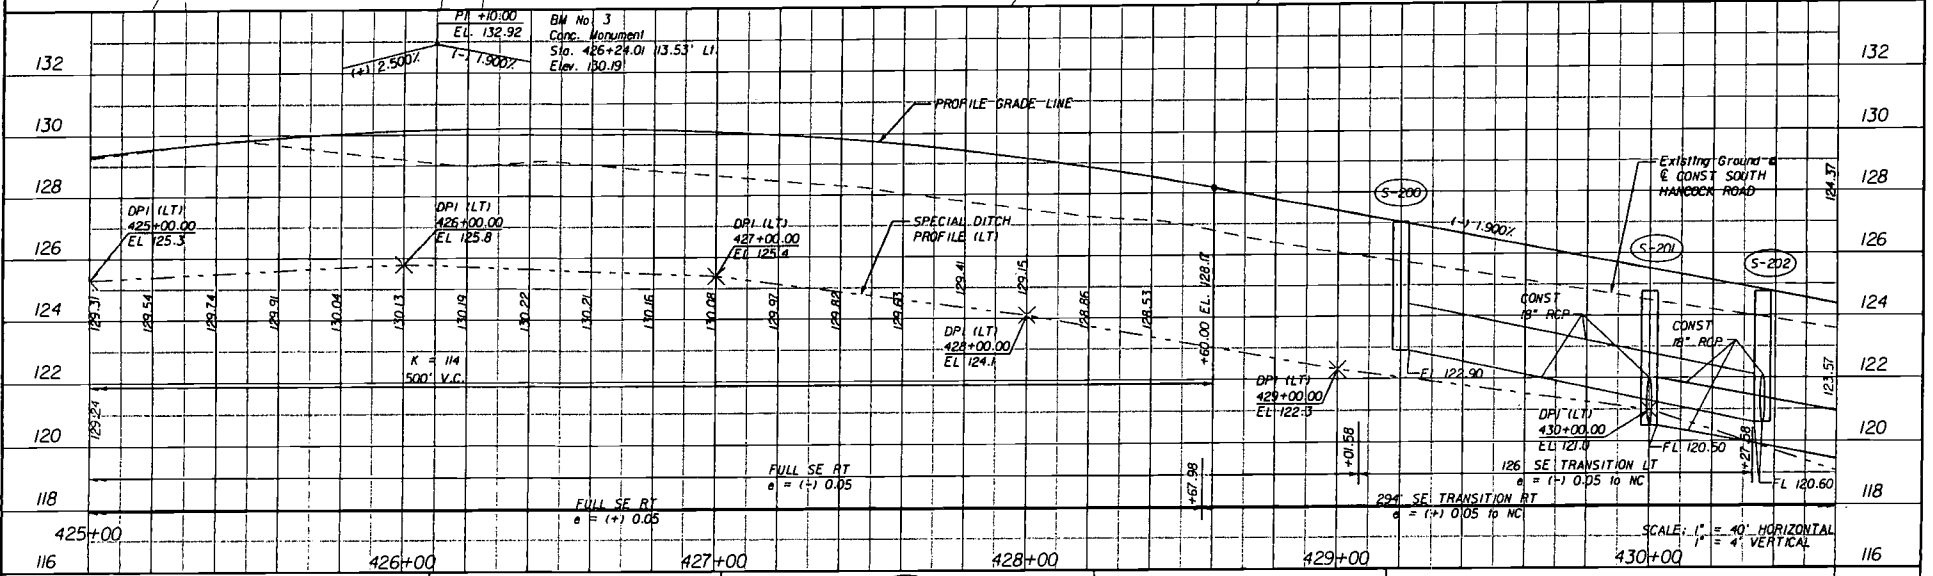 PI +10.00
EL. 132.92
(+) 2.500%
(-) 1.900%
BM No. 3
Conc. Monument
Sta. 426+24.01 113.53' Lt.
Elev. 130.19
132
130
128
126
124
122
120
118
116
132
130
128
126
124
122
120
118
116
PROFILE GRADE LINE
Existing Ground @
℄ CONST SOUTH
HANCOCK ROAD
124.37
S-200
(-) 1.900%
S-201
S-202
DPI (LT)
425+00.00
EL 125.3
DPI (LT)
426+00.00
EL 125.8
DPI (LT)
427+00.00
EL 125.4
SPECIAL DITCH
PROFILE (LT)
129.31
129.54
129.74
129.91
130.04
130.13
130.19
130.22
130.21
130.16
130.08
129.97
129.82
129.63
129.41
129.15
128.86
128.53
+60.00 EL. 128.17
CONST
18" RCP
CONST
18" RCP
DPI (LT)
428+00.00
EL 124.1
K = 114
500' V.C.
DPI (LT)
429+00.00
EL 122.3
EL 122.90
123.57
129.24
DPI (LT)
430+00.00
EL 121.0
FL 120.50
+27.58
FL 120.60
+01.58
+67.98
FULL SE RT
e = (-) 0.05
FULL SE RT
e = (+) 0.05
126 SE TRANSITION LT
e = (-) 0.05 to NC
294' SE TRANSITION RT
e = (+) 0.05 to NC
SCALE: 1" = 40' HORIZONTAL
1" = 4' VERTICAL
425+00
426+00
427+00
428+00
429+00
430+00